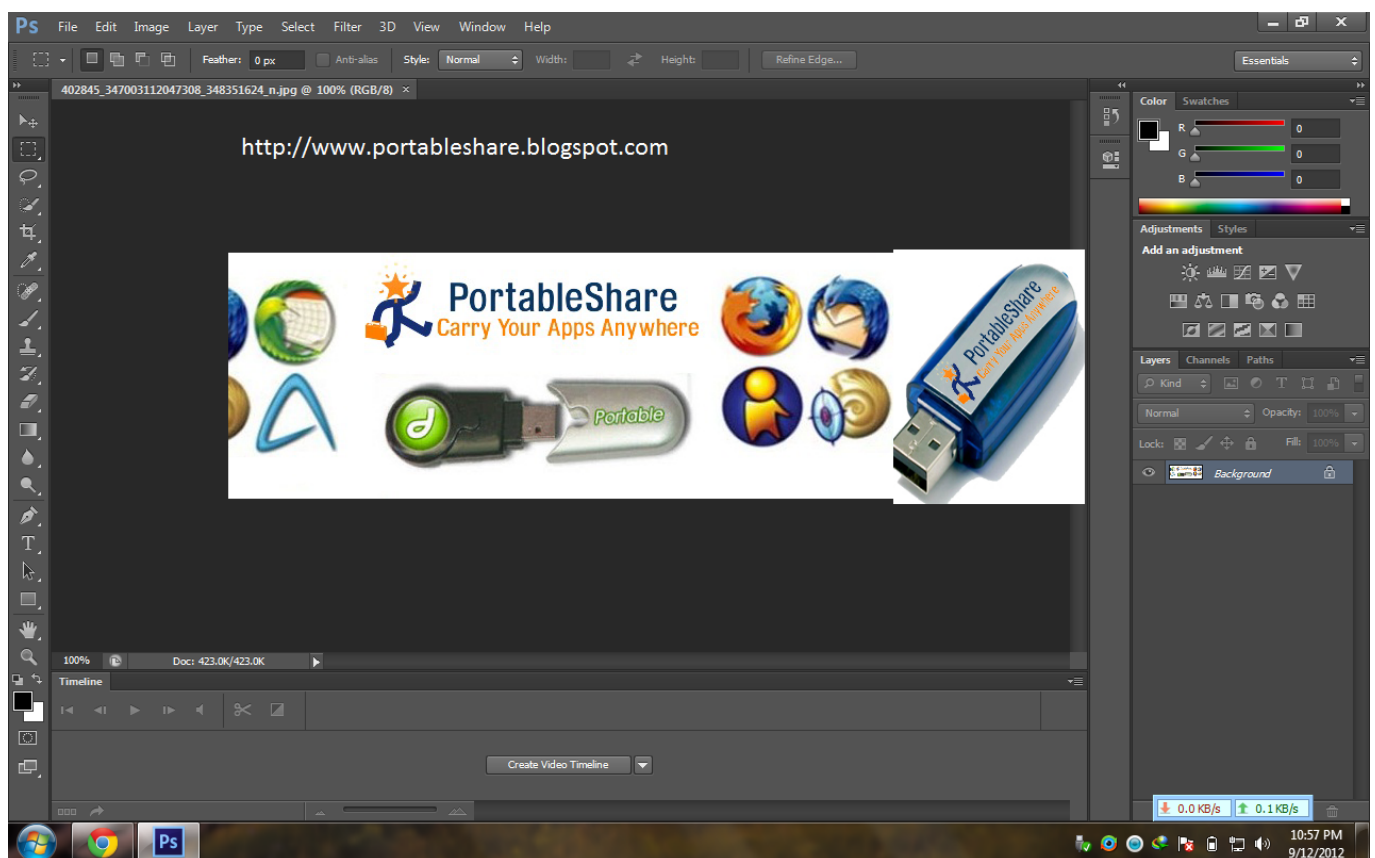 Ps File Edit Image Layer Type Select Filter 3D View Window Help
Feather: 0 px Anti-alias Style: Normal Width: Height: Refine Edge... Essentials
402845_347003112047308_348351624_n.jpg @ 100% (RGB/8) ×
http://www.portableshare.blogspot.com
PortableShare
Carry Your Apps Anywhere
Portable
PortableShare
Carry Your Apps Anywhere
100% Doc: 423.0K/423.0K
Timeline
Create Video Timeline
Color Swatches
R 0
G 0
B 0
Adjustments Styles
Add an adjustment
Layers Channels Paths
Kind
Normal Opacity: 100%
Lock: Fill: 100%
Background
0.0 KB/s 0.1 KB/s
Ps
10:57 PM
9/12/2012